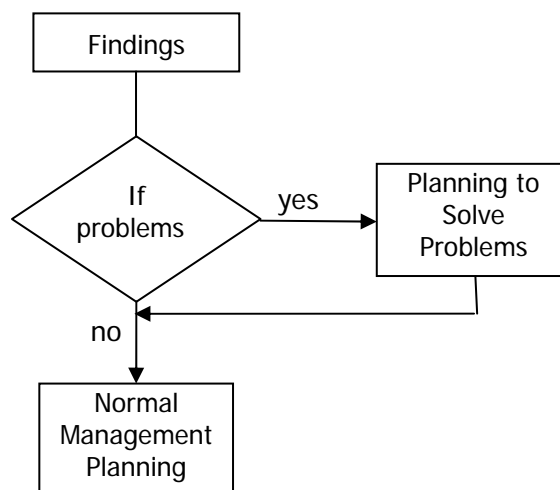 Findings
If
problems
yes
Planning to
Solve
Problems
no
Normal
Management
Planning